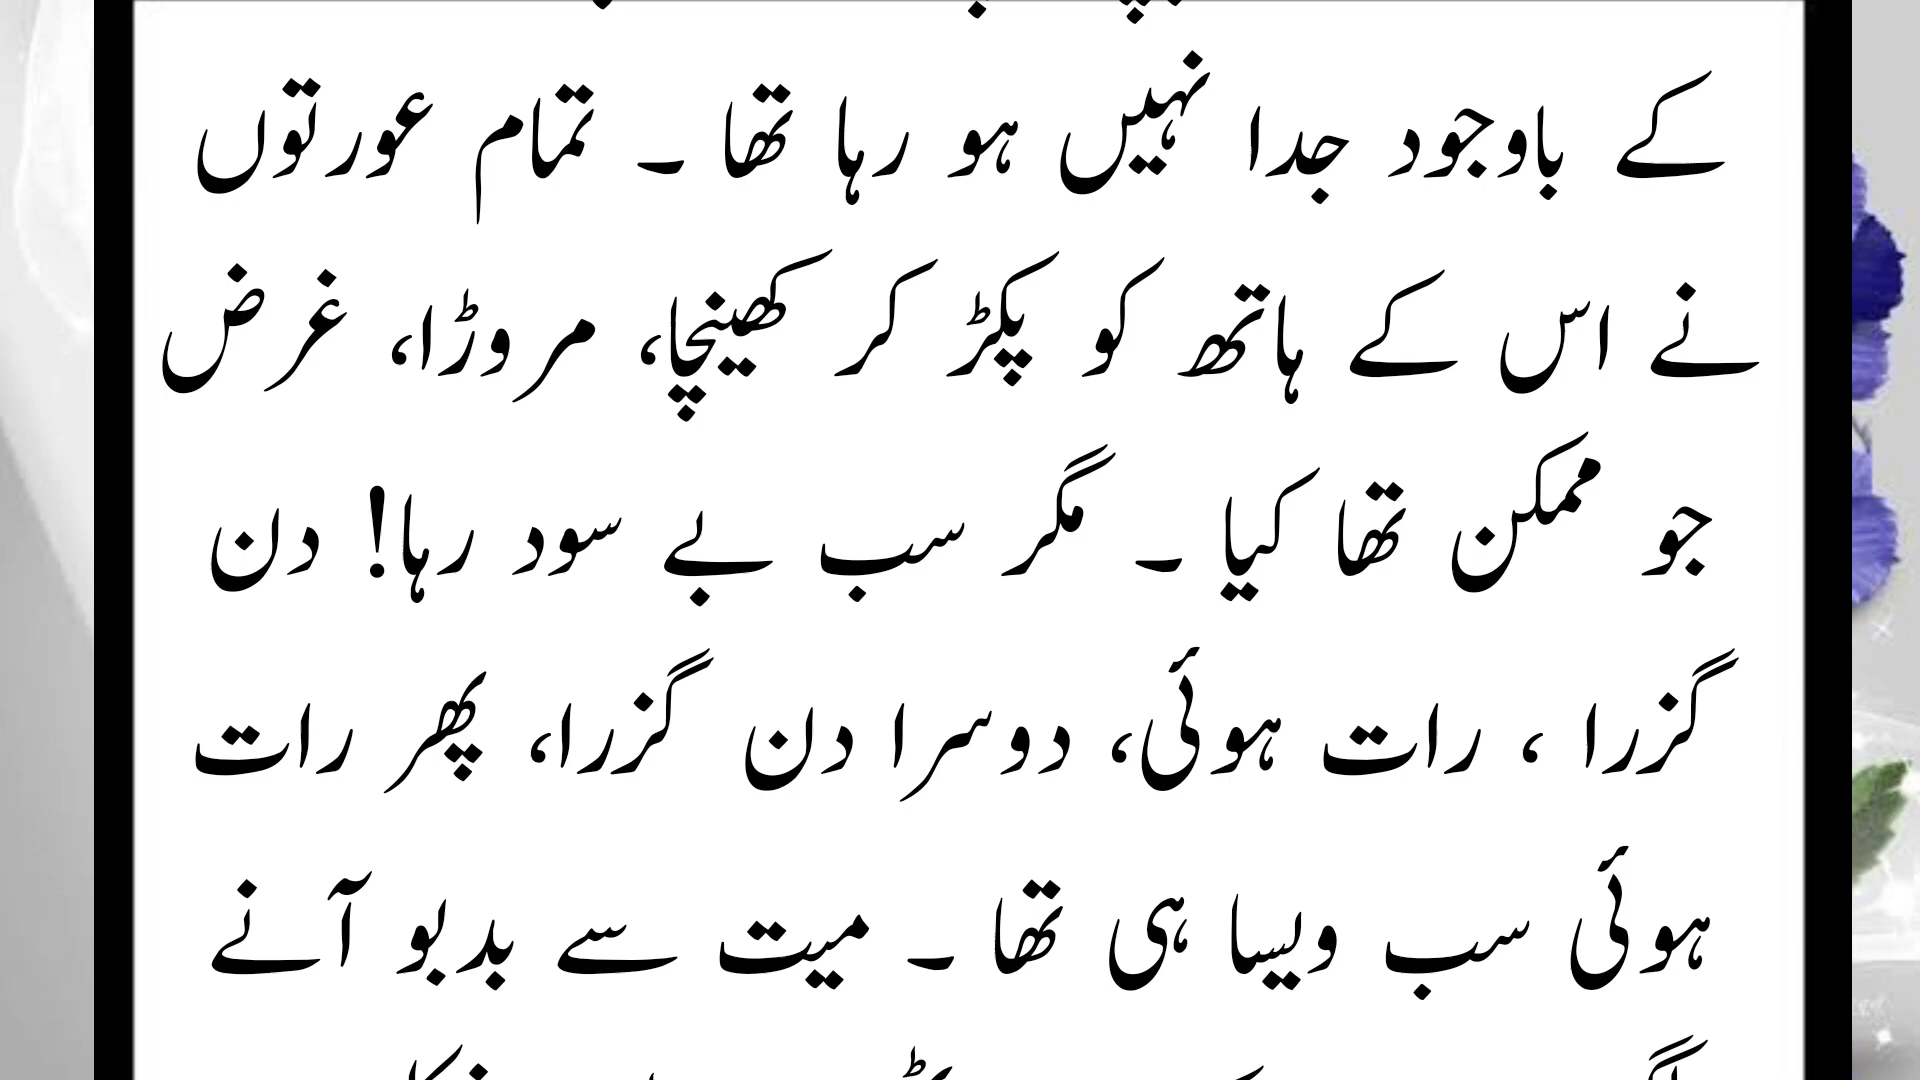 کے باوجود جدا نہیں ہو رہا تھا ۔ تمام عورتوں
نے اس کے ہاتھ کو پکڑ کر کھینچا، مروڑا، غرض
جو ممکن تھا کیا ۔ مگر سب بے سود رہا! دن
گزرا ، رات ہوئی، دوسرا دن گزرا، پھر رات
ہوئی سب ویسا ہی تھا ۔ میت سے بدبو آنے